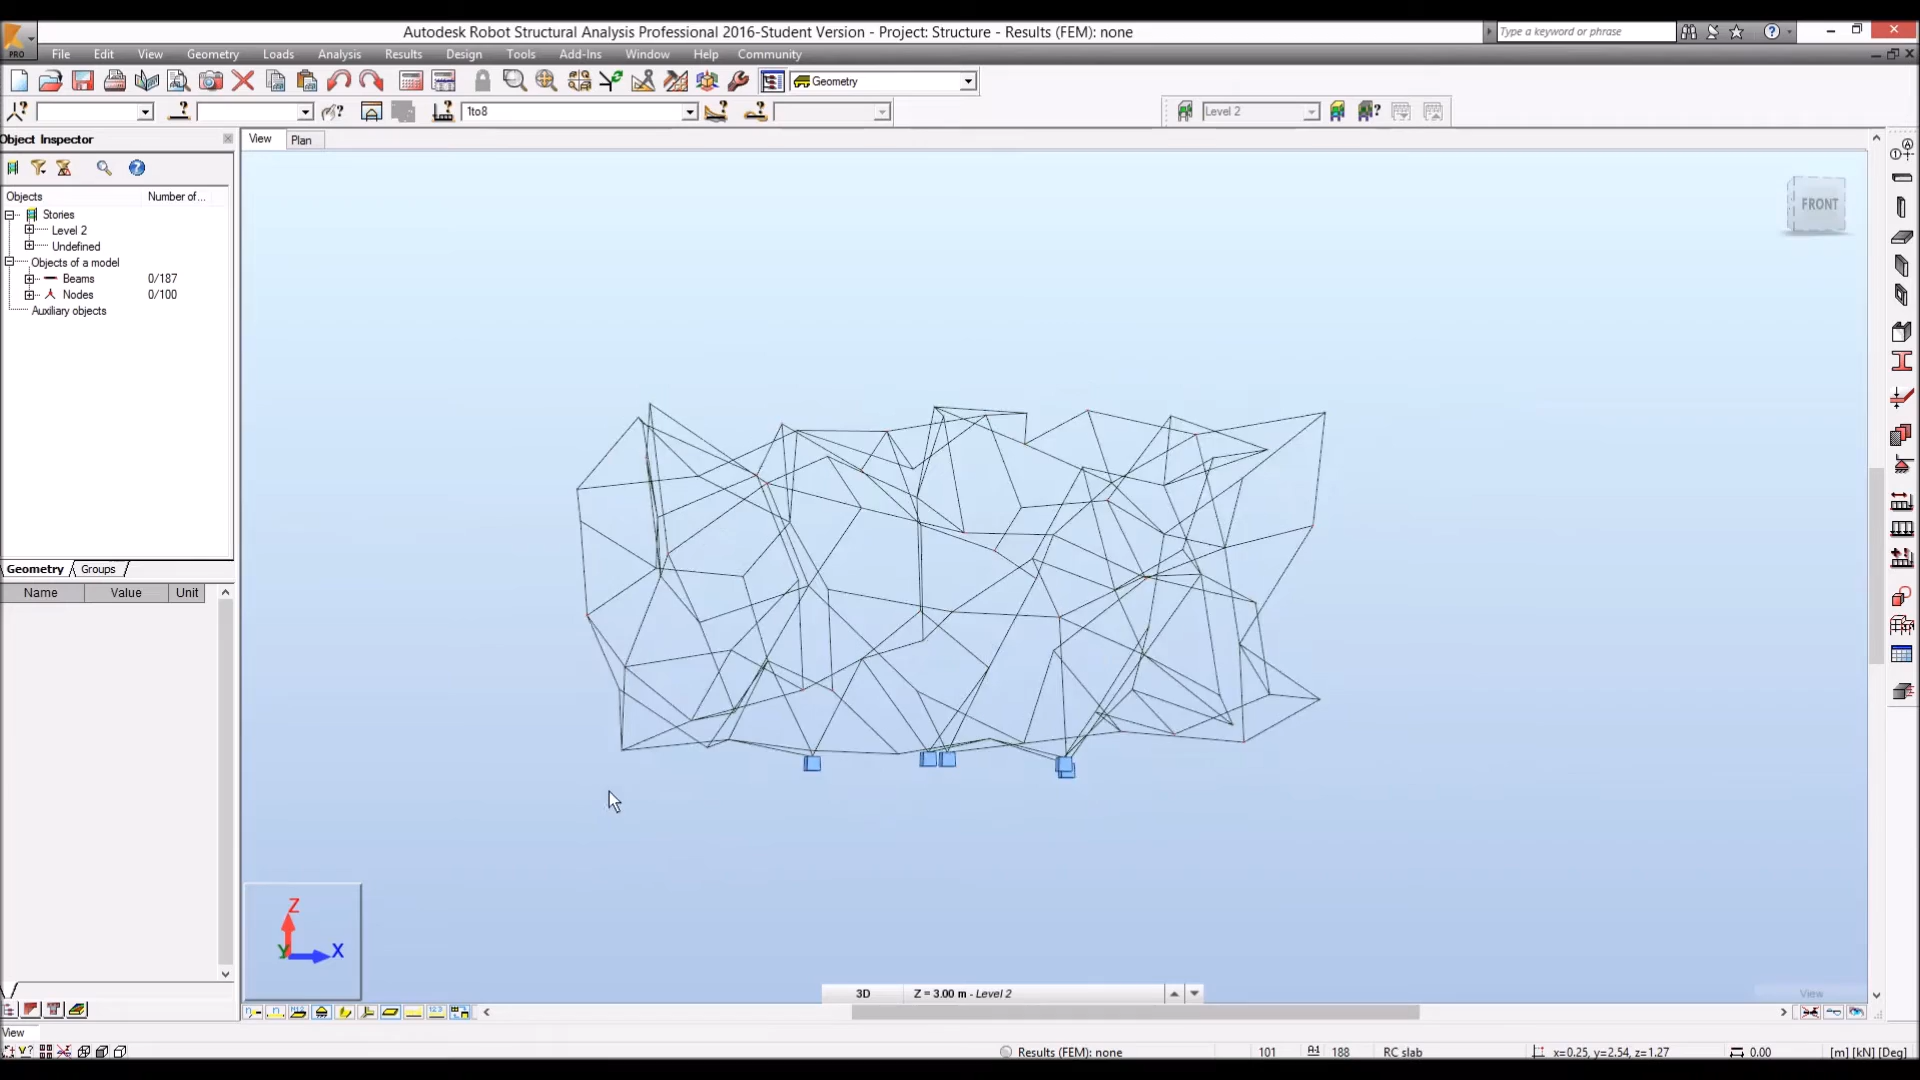 Autodesk Robot Structural Analysis Professional 2016-Student Version - Project: Structure - Results (FEM): none
Type a keyword or phrase
PRO
File Edit View Geometry Loads Analysis Results Design Tools Add-Ins Window Help Community
Geometry
1to8
Level 2
Object Inspector
View Plan
Objects Number of...
Stories
Level 2
Undefined
Objects of a model
Beams 0/187
Nodes 0/100
Auxiliary objects
FRONT
Geometry Groups
Name Value Unit
Z
Y X
3D Z = 3.00 m - Level 2
View
View
Results (FEM): none 101 188 RC slab x=0.25, y=2.54, z=1.27 0.00 [m] [kN] [Deg]